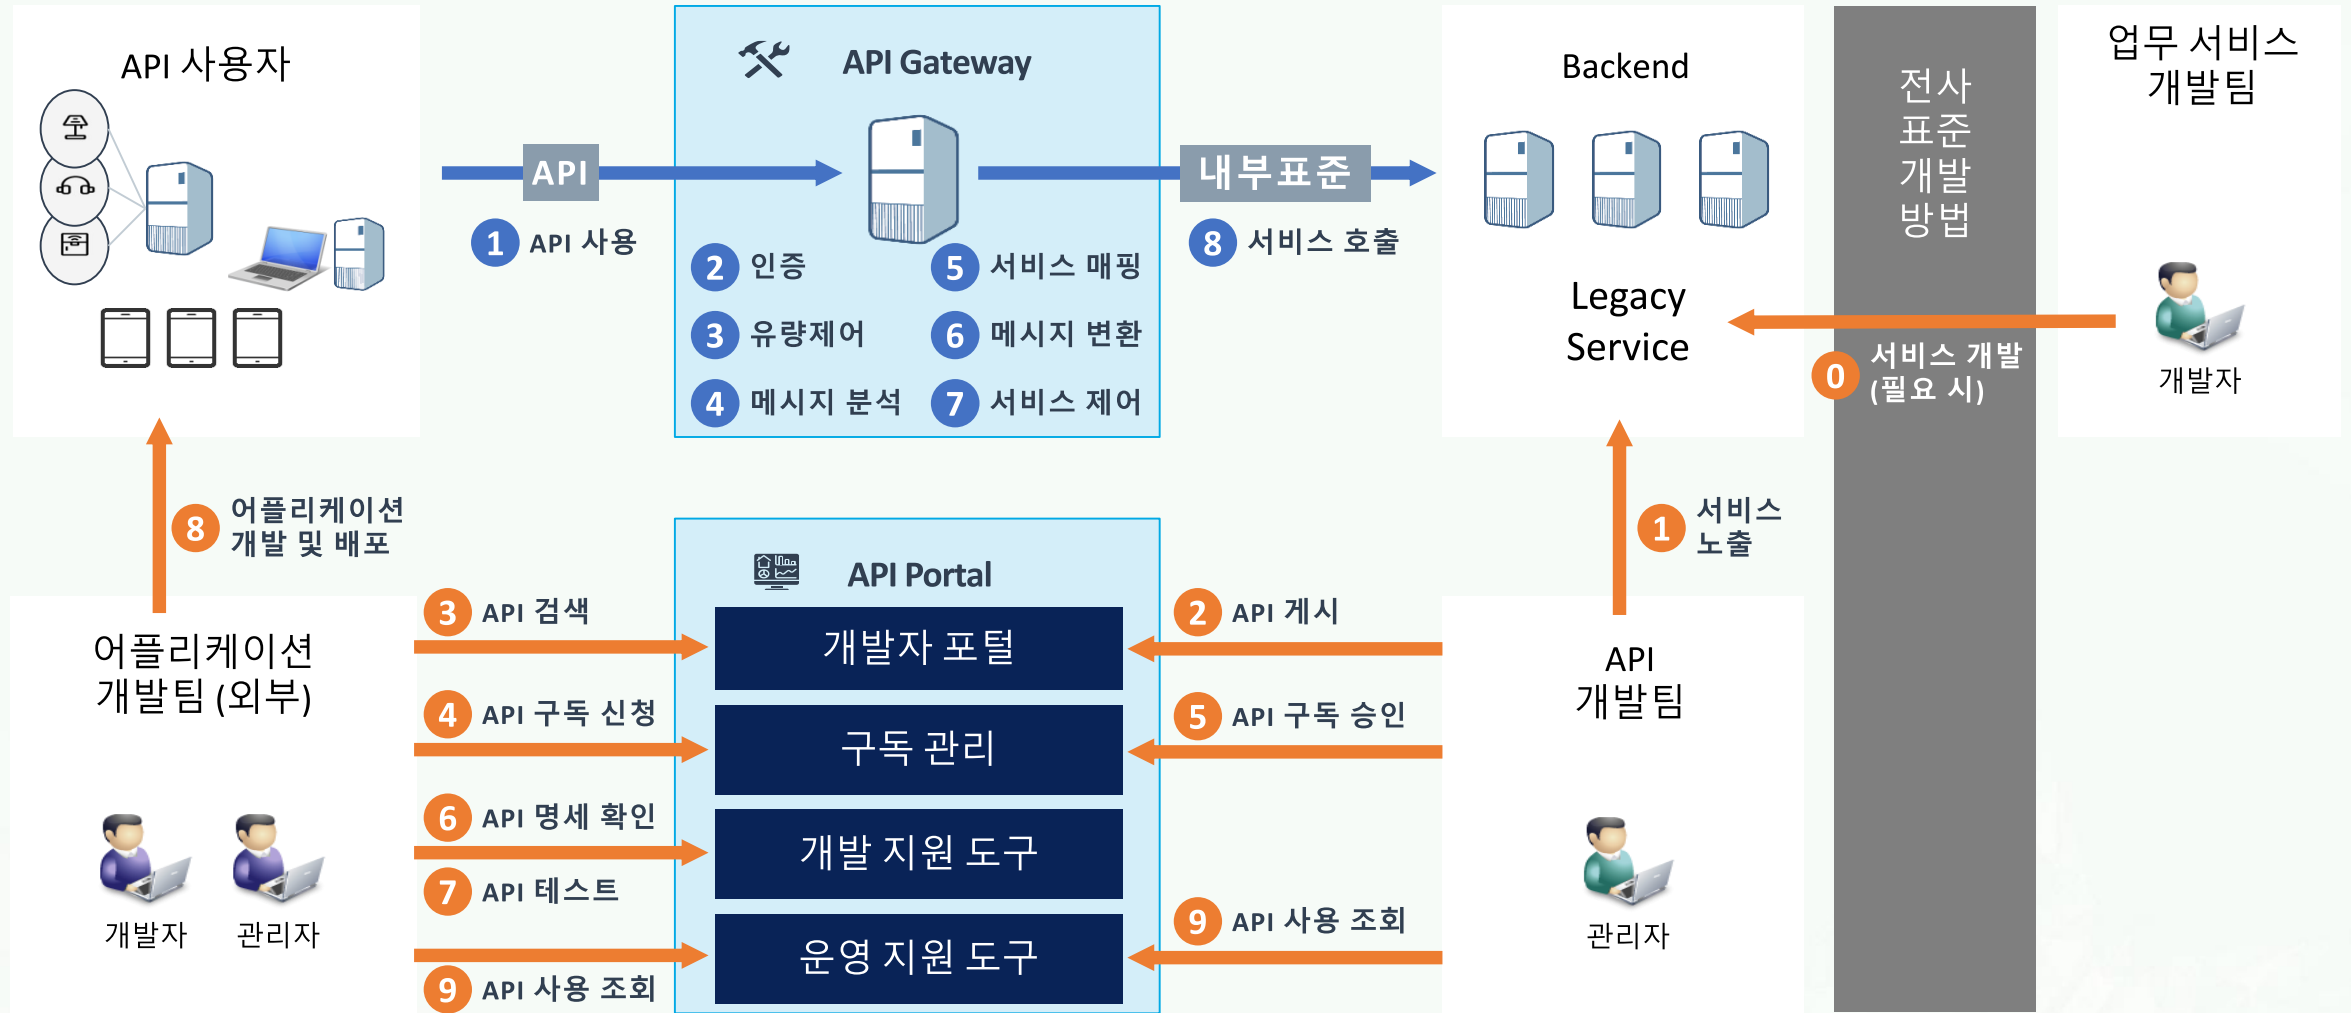 API 사용자
API
1 API 사용
API Gateway
2 인증
3 유량제어
4 메시지 분석
5 서비스 매핑
6 메시지 변환
7 서비스 제어
내부표준
8 서비스 호출
Backend
Legacy
Service
전사
표준
개발
방법
업무 서비스
개발팀
개발자
0 서비스 개발
(필요 시)
8 어플리케이션
개발 및 배포
1 서비스
노출
어플리케이션
개발팀 (외부)
개발자
관리자
3 API 검색
4 API 구독 신청
6 API 명세 확인
7 API 테스트
9 API 사용 조회
API Portal
개발자 포털
구독 관리
개발 지원 도구
운영 지원 도구
2 API 게시
5 API 구독 승인
9 API 사용 조회
API
개발팀
관리자